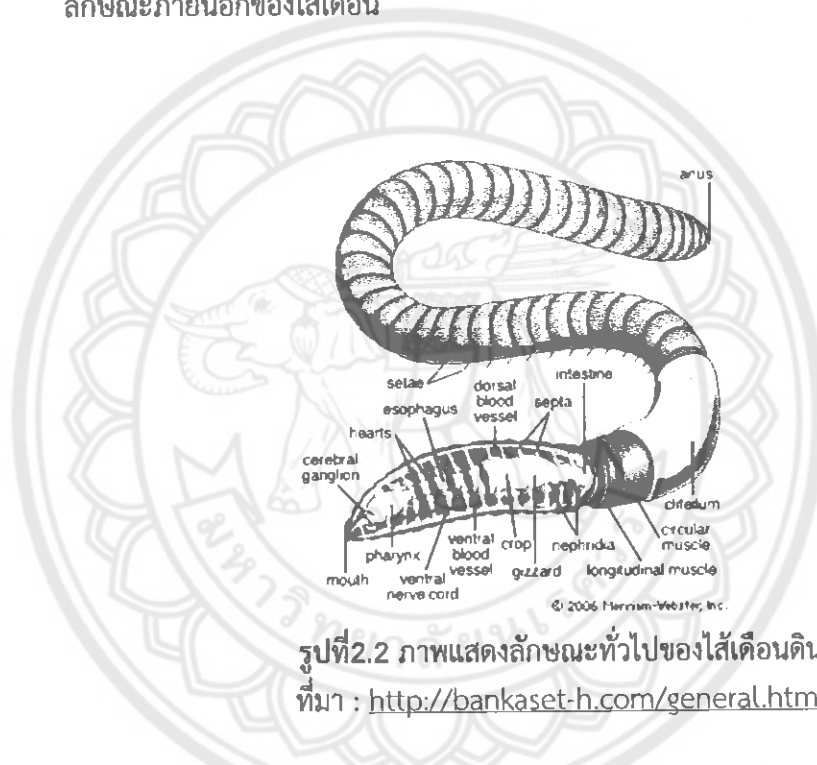 ลักษณะภายนอกของไส้เดือน
anus
setae
dorsal blood vessel
intestine
esophagus
septa
hearts
cerebral ganglion
clitellum
circular muscle
pharynx
ventral blood vessel
crop
nephridia
mouth
ventral nerve cord
gizzard
longitudinal muscle
© 2006 Merriam-Webster, Inc.
รูปที่2.2 ภาพแสดงลักษณะทั่วไปของไส้เดือนดิน
ที่มา : http://bankaset-h.com/general.htm